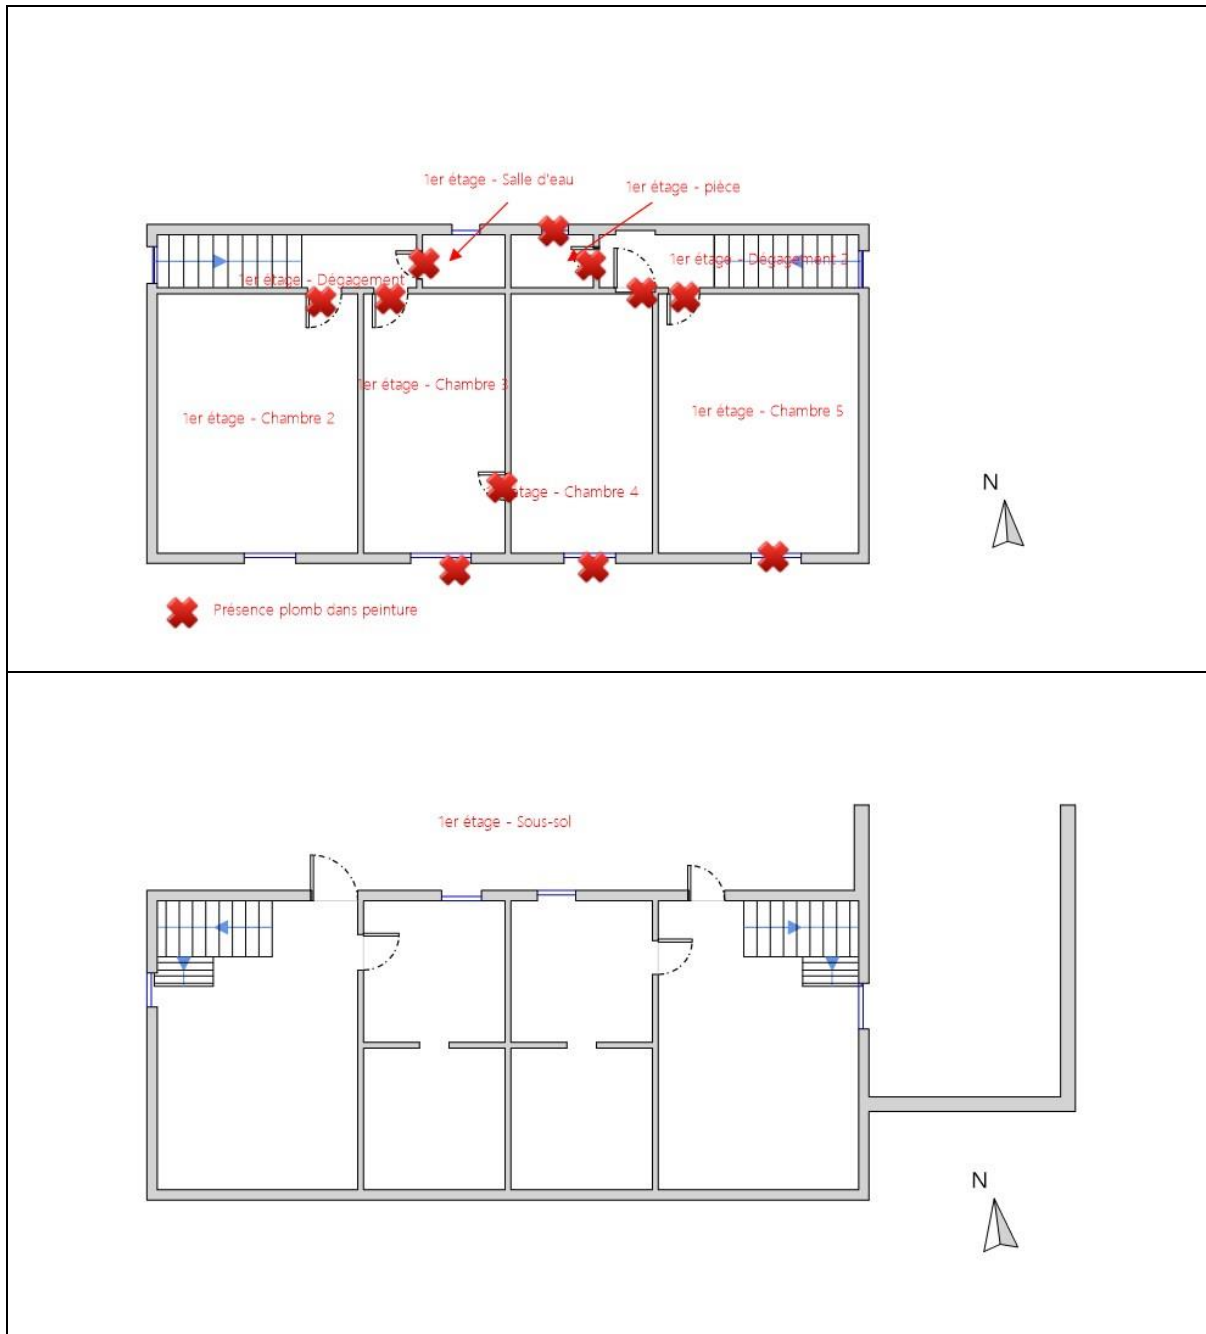 1er étage - Salle d'eau
1er étage - pièce
1er étage - Dégagement
1er étage - Dégagement 2
1er étage - Chambre 3
1er étage - Chambre 2
1er étage - Chambre 5
étage - Chambre 4
N
Présence plomb dans peinture
1er étage - Sous-sol
N